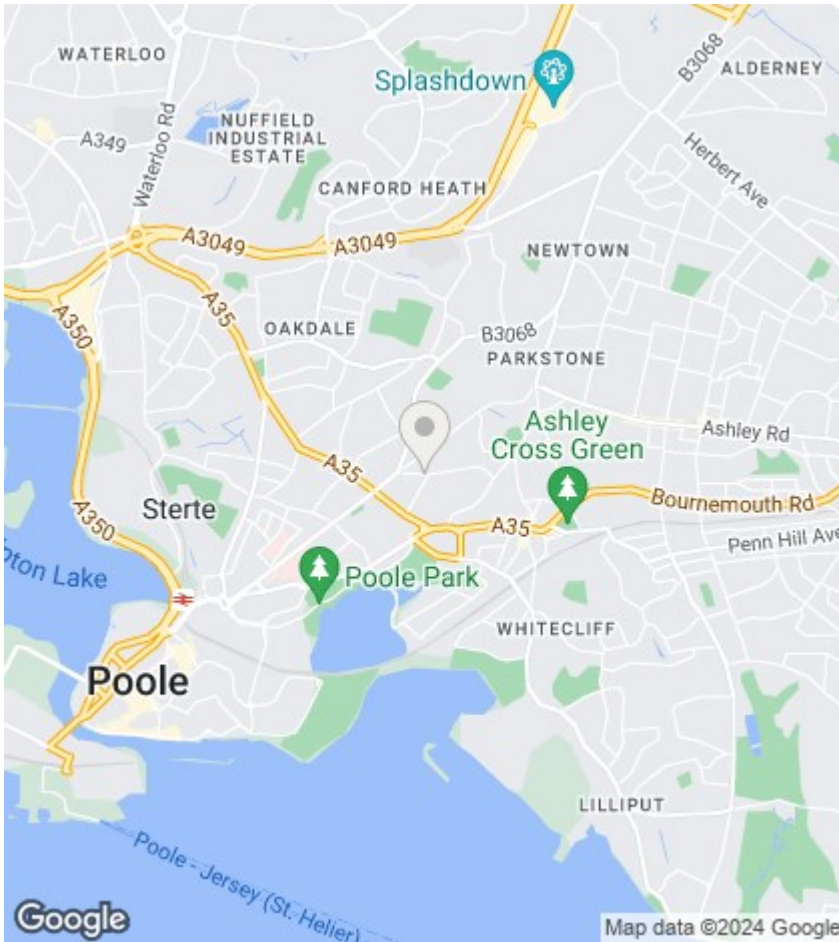 WATERLOO
Splashdown
B3068
ALDERNEY
A349
Waterloo Rd
NUFFIELD
INDUSTRIAL
ESTATE
Herbert Ave
CANFORD HEATH
A3049
A3049
NEWTOWN
A350
A35
OAKDALE
B3068
PARKSTONE
Ashley
Cross Green
Ashley Rd
A35
Sterte
A350
A35
Bournemouth Rd
Penn Hill Ave
Lake
Poole Park
WHITECLIFF
Poole
LILLIPUT
Poole - Jersey (St. Helier)
Google
Map data ©2024 Google